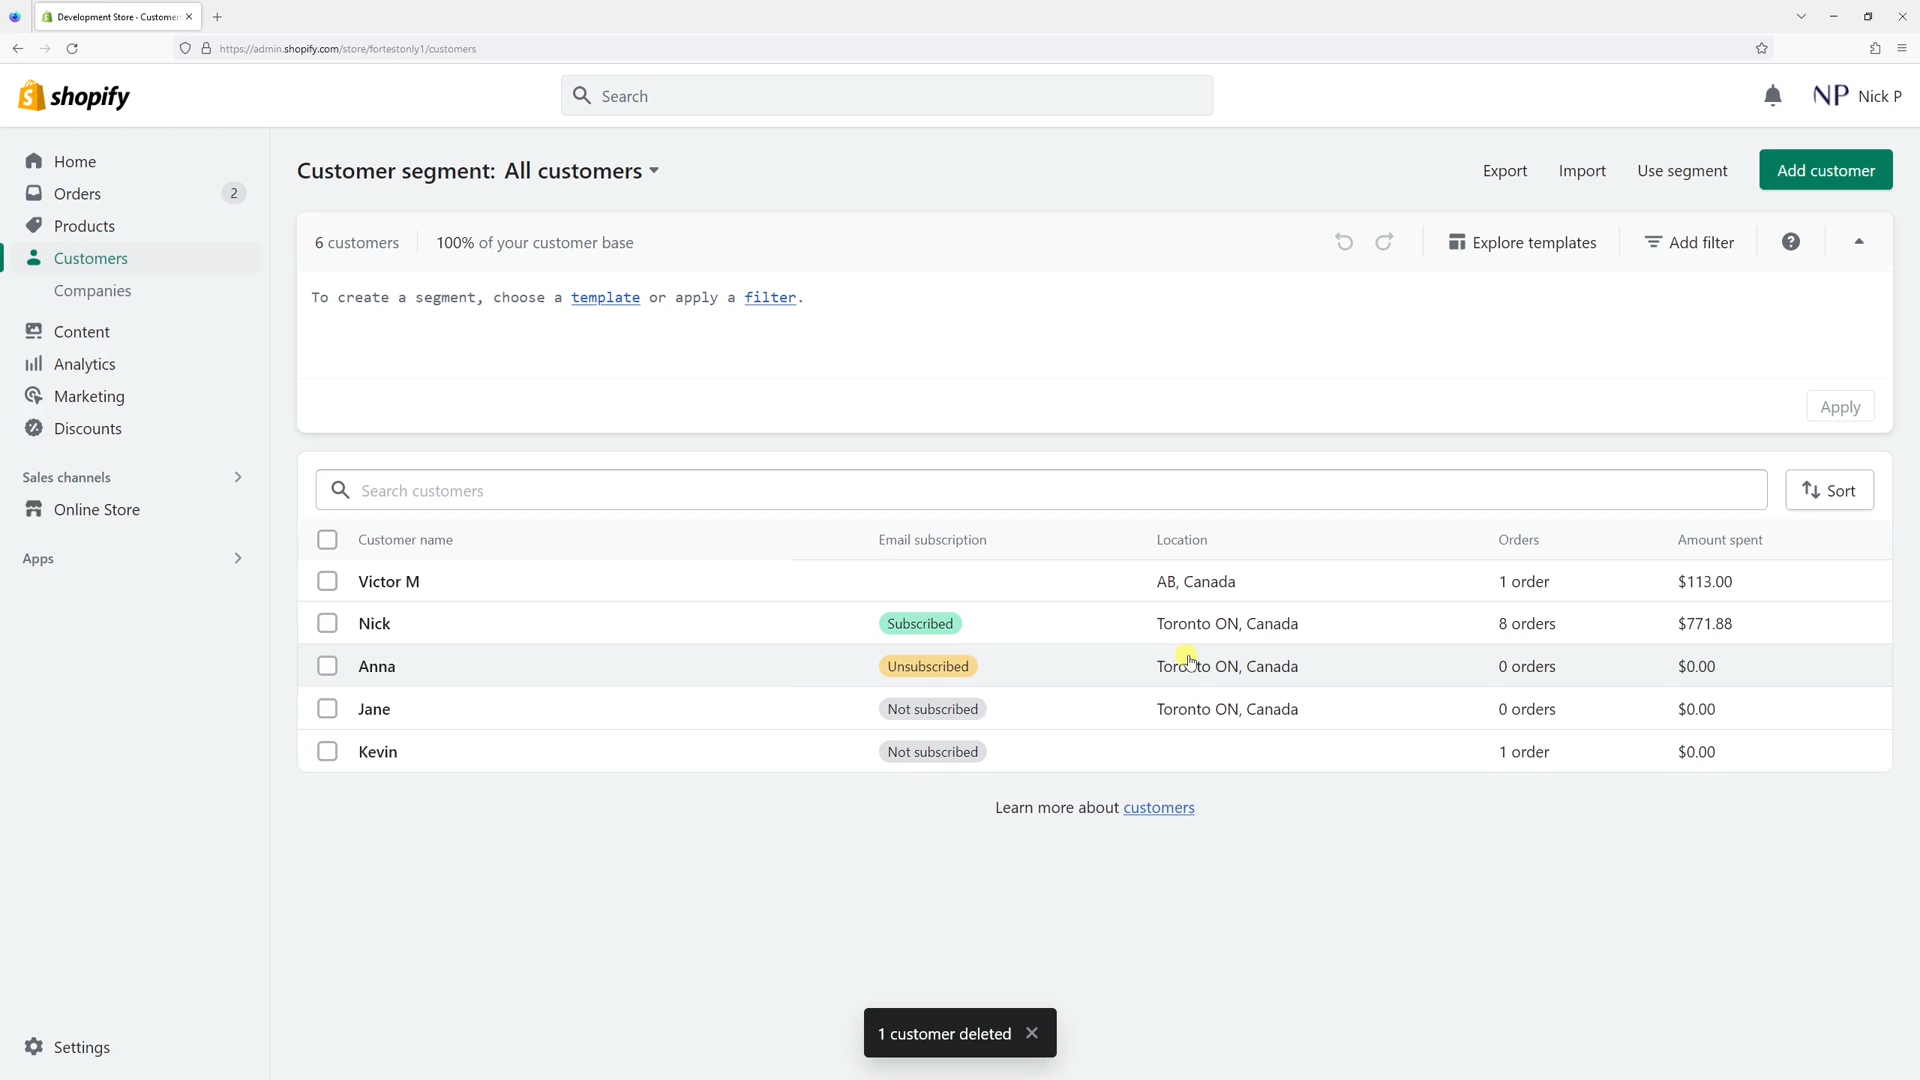 Development Store · Customer
https://admin.shopify.com/store/fortestonly1/customers
shopify
Search
NP Nick P
Home
Orders 2
Products
Customers
Companies
Content
Analytics
Marketing
Discounts
Sales channels
Online Store
Apps
Settings
Customer segment: All customers
Export Import Use segment Add customer
6 customers 100% of your customer base Explore templates Add filter
To create a segment, choose a template or apply a filter.
Apply
Search customers Sort
Customer name Email subscription Location Orders Amount spent
Victor M AB, Canada 1 order $113.00
Nick Subscribed Toronto ON, Canada 8 orders $771.88
Anna Unsubscribed Toronto ON, Canada 0 orders $0.00
Jane Not subscribed Toronto ON, Canada 0 orders $0.00
Kevin Not subscribed 1 order $0.00
Learn more about customers
1 customer deleted